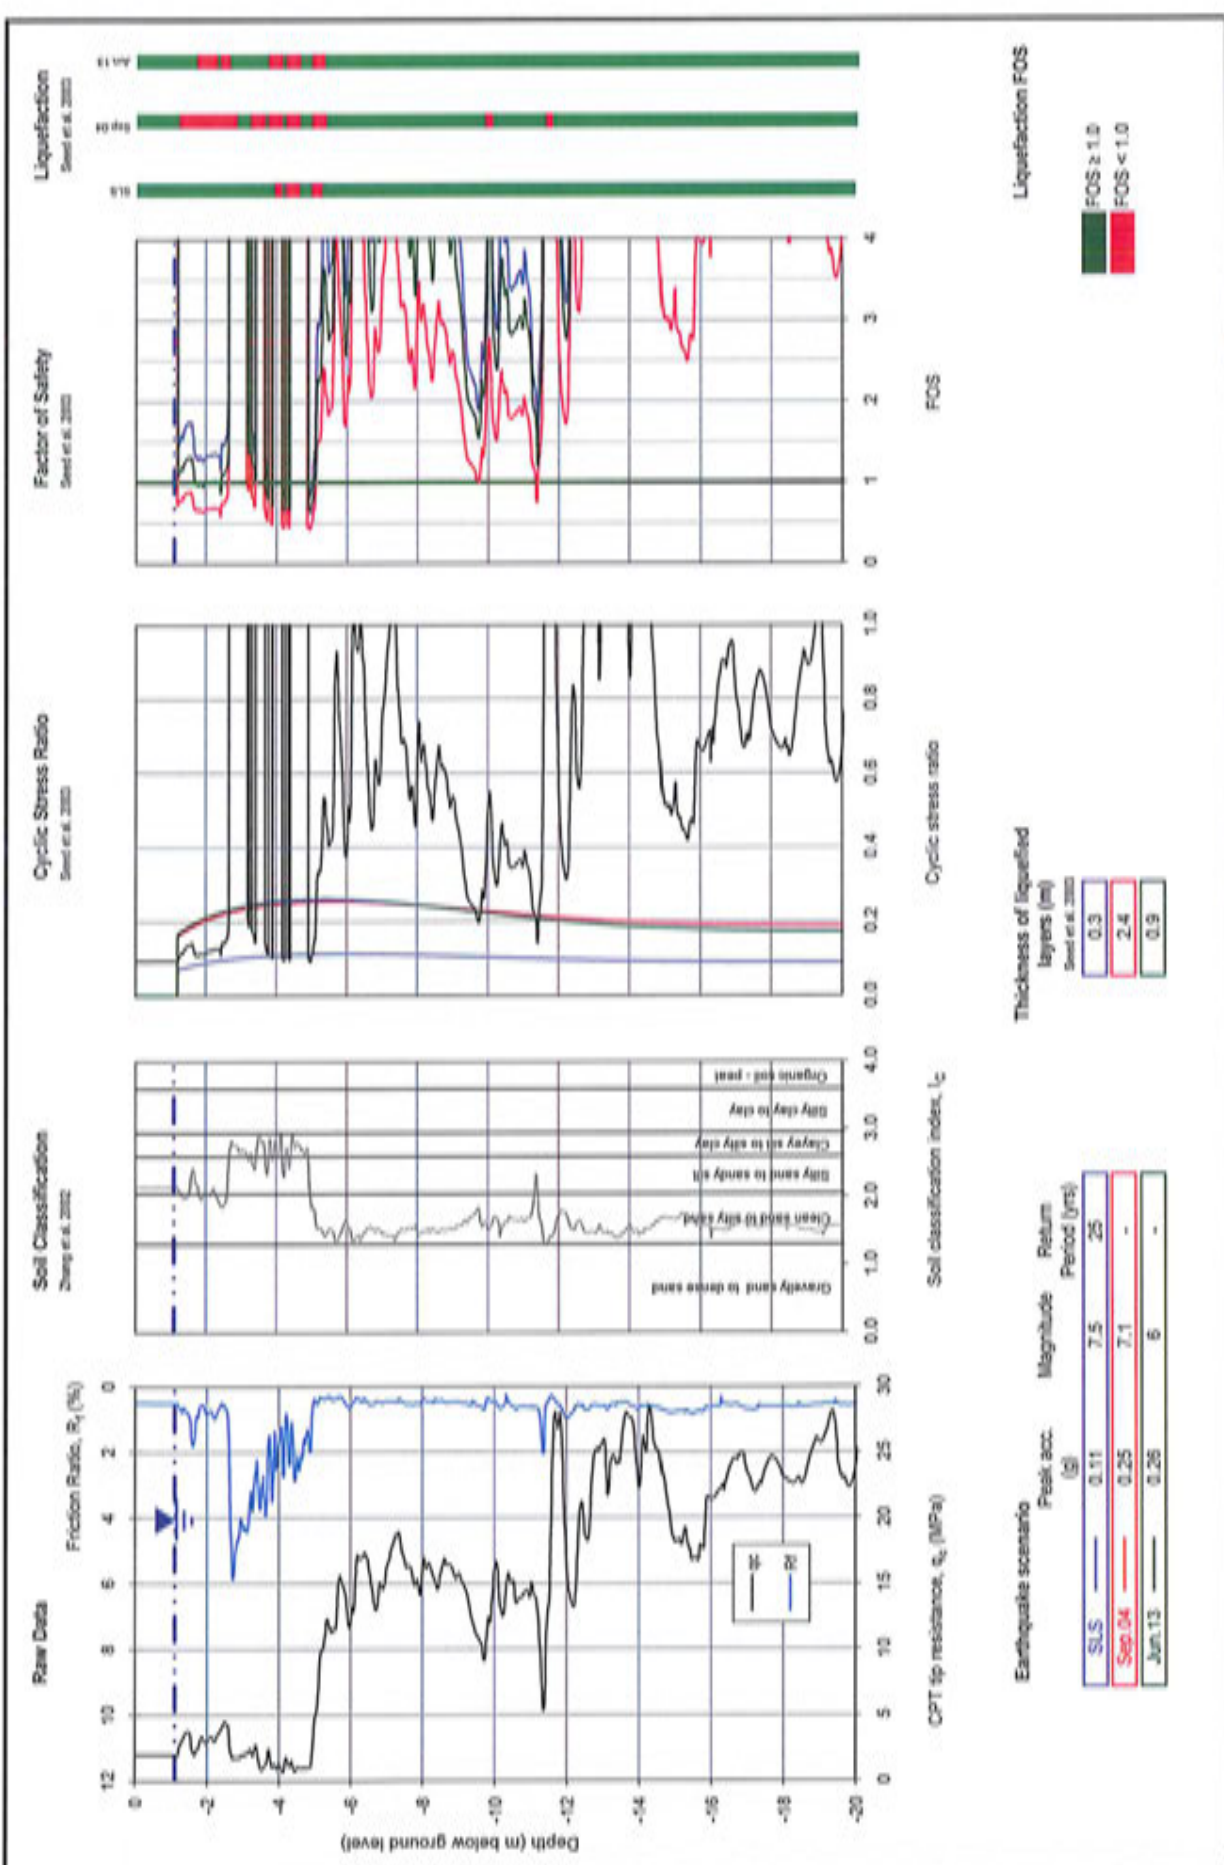 Raw Data
Friction Ratio, Rf (%)
12
10
8
6
4
2
0
0
-2
-4
-6
-8
-10
-12
-14
-16
-18
-20
Depth (m below ground level)
qc
Rf
0
5
10
15
20
25
30
CPT tip resistance, qc (MPa)
Soil Classification
Zhang et al. 2002
Gravelly sand to dense sand
Clean sand to silty sand
Silty sand to sandy silt
Clayey silt to silty clay
Silty clay to clay
Organic soil - peat
0.0
1.0
2.0
3.0
4.0
Soil classification index, IC
Cyclic Stress Ratio
Seed et al. 2003
0.0
0.2
0.4
0.6
0.8
1.0
Cyclic stress ratio
Factor of Safety
Seed et al. 2003
0
1
2
3
4
FOS
Liquefaction
Seed et al. 2003
SLS
Sep 04
Jun 13
Earthquake scenario
Peak acc. (g)
Magnitude
Return Period (yrs)
SLS 0.11 7.5 25
Sep.04 0.25 7.1 -
Jun.13 0.26 6 -
Thickness of liquefied
layers (m)
Seed et al. 2003
0.3
2.4
0.9
Liquefaction FOS
FOS ≥ 1.0
FOS < 1.0